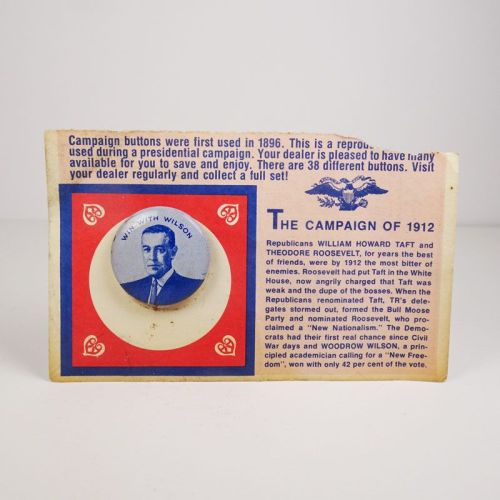 Campaign buttons were first used in 1896. This is a
used during a presidential campaign. Your dealer is pleased to have many
available for you to save and enjoy. There are 38 different buttons. Visit
your dealer regularly and collect a full set!
WIN WITH WILSON
THE CAMPAIGN OF 1912
Republicans WILLIAM HOWARD TAFT and
THEODORE ROOSEVELT, for years the best
of friends, were by 1912 the most bitter of
enemies. Roosevelt had put Taft in the White
House, now angrily charged that Taft was
weak and the dupe of the bosses. When the
Republicans renominated Taft, TR's dele-
gates stormed out, formed the Bull Moose
Party and nominated Roosevelt, who pro-
claimed a "New Nationalism." The Demo-
crats had their first real chance since Civil
War days and WOODROW WILSON, a prin-
cipled academician calling for a "New Free-
dom", won with only 42 per cent of the vote.